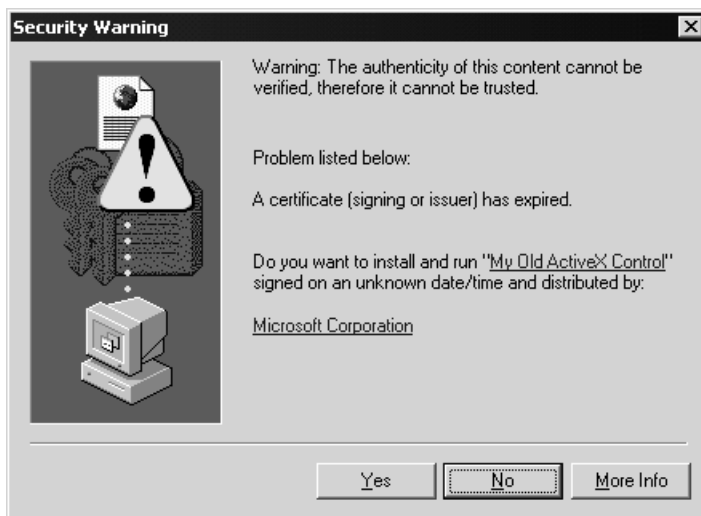 Security Warning
Warning: The authenticity of this content cannot be
verified, therefore it cannot be trusted.
Problem listed below:
A certificate (signing or issuer) has expired.
Do you want to install and run "My Old ActiveX Control"
signed on an unknown date/time and distributed by:
Microsoft Corporation
Yes
No
More Info